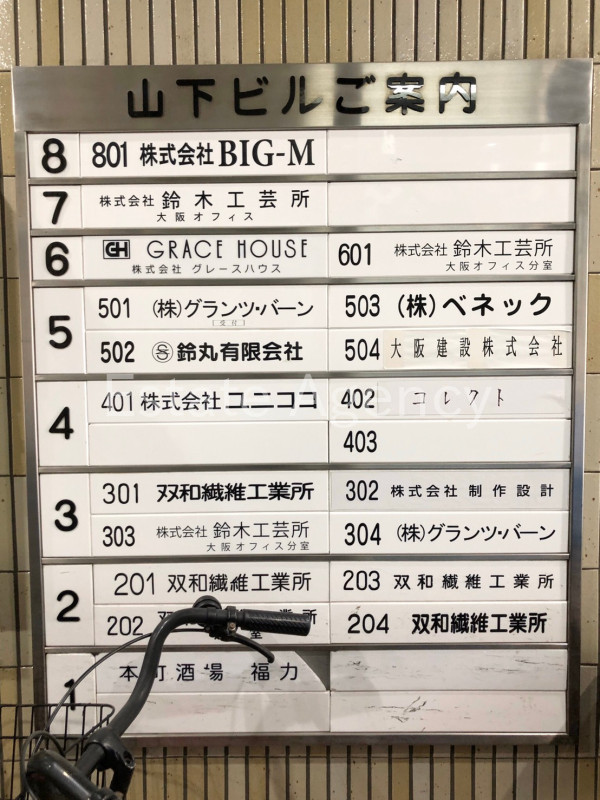 山下ビルご案内
8 801 株式会社 BIG-M
7 株式会社 鈴木工芸所
大阪オフィス
6 GH GRACE HOUSE
株式会社 グレースハウス
601 株式会社 鈴木工芸所
大阪オフィス分室
5 501 (株)グランツ・バーン
[受付]
503 (株)ベネック
502 S 鈴丸有限会社
504 大阪建設株式会社
4 401 株式会社 ユニココ
402 コレクト
403
3 301 双和繊維工業所
302 株式会社 制作設計
303 株式会社 鈴木工芸所
大阪オフィス分室
304 (株)グランツ・バーン
2 201 双和繊維工業所
203 双和繊維工業所
202 業所
室
204 双和繊維工業所
1 本町酒場 福力
Estate Agency